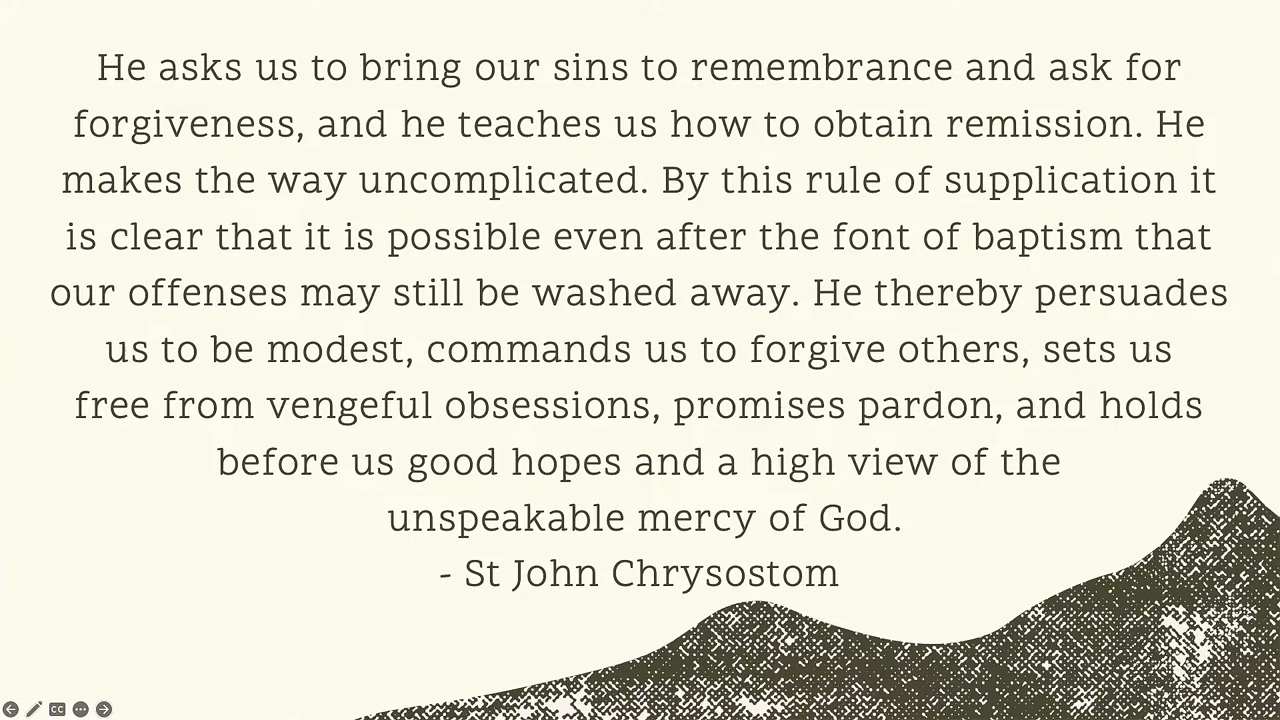 He asks us to bring our sins to remembrance and ask for
forgiveness, and he teaches us how to obtain remission. He
makes the way uncomplicated. By this rule of supplication it
is clear that it is possible even after the font of baptism that
our offenses may still be washed away. He thereby persuades
us to be modest, commands us to forgive others, sets us
free from vengeful obsessions, promises pardon, and holds
before us good hopes and a high view of the
unspeakable mercy of God.
- St John Chrysostom
CC